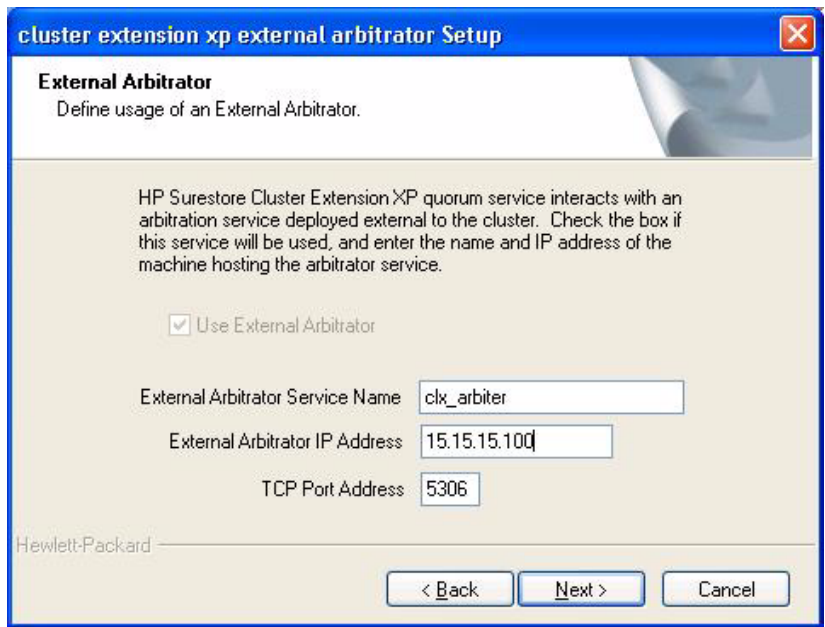 cluster extension xp external arbitrator Setup
External Arbitrator
Define usage of an External Arbitrator.
HP Surestore Cluster Extension XP quorum service interacts with an
arbitration service deployed external to the cluster. Check the box if
this service will be used, and enter the name and IP address of the
machine hosting the arbitrator service.
Use External Arbitrator
External Arbitrator Service Name clx_arbiter
External Arbitrator IP Address 15.15.15.100
TCP Port Address 5306
Hewlett-Packard
< Back Next > Cancel